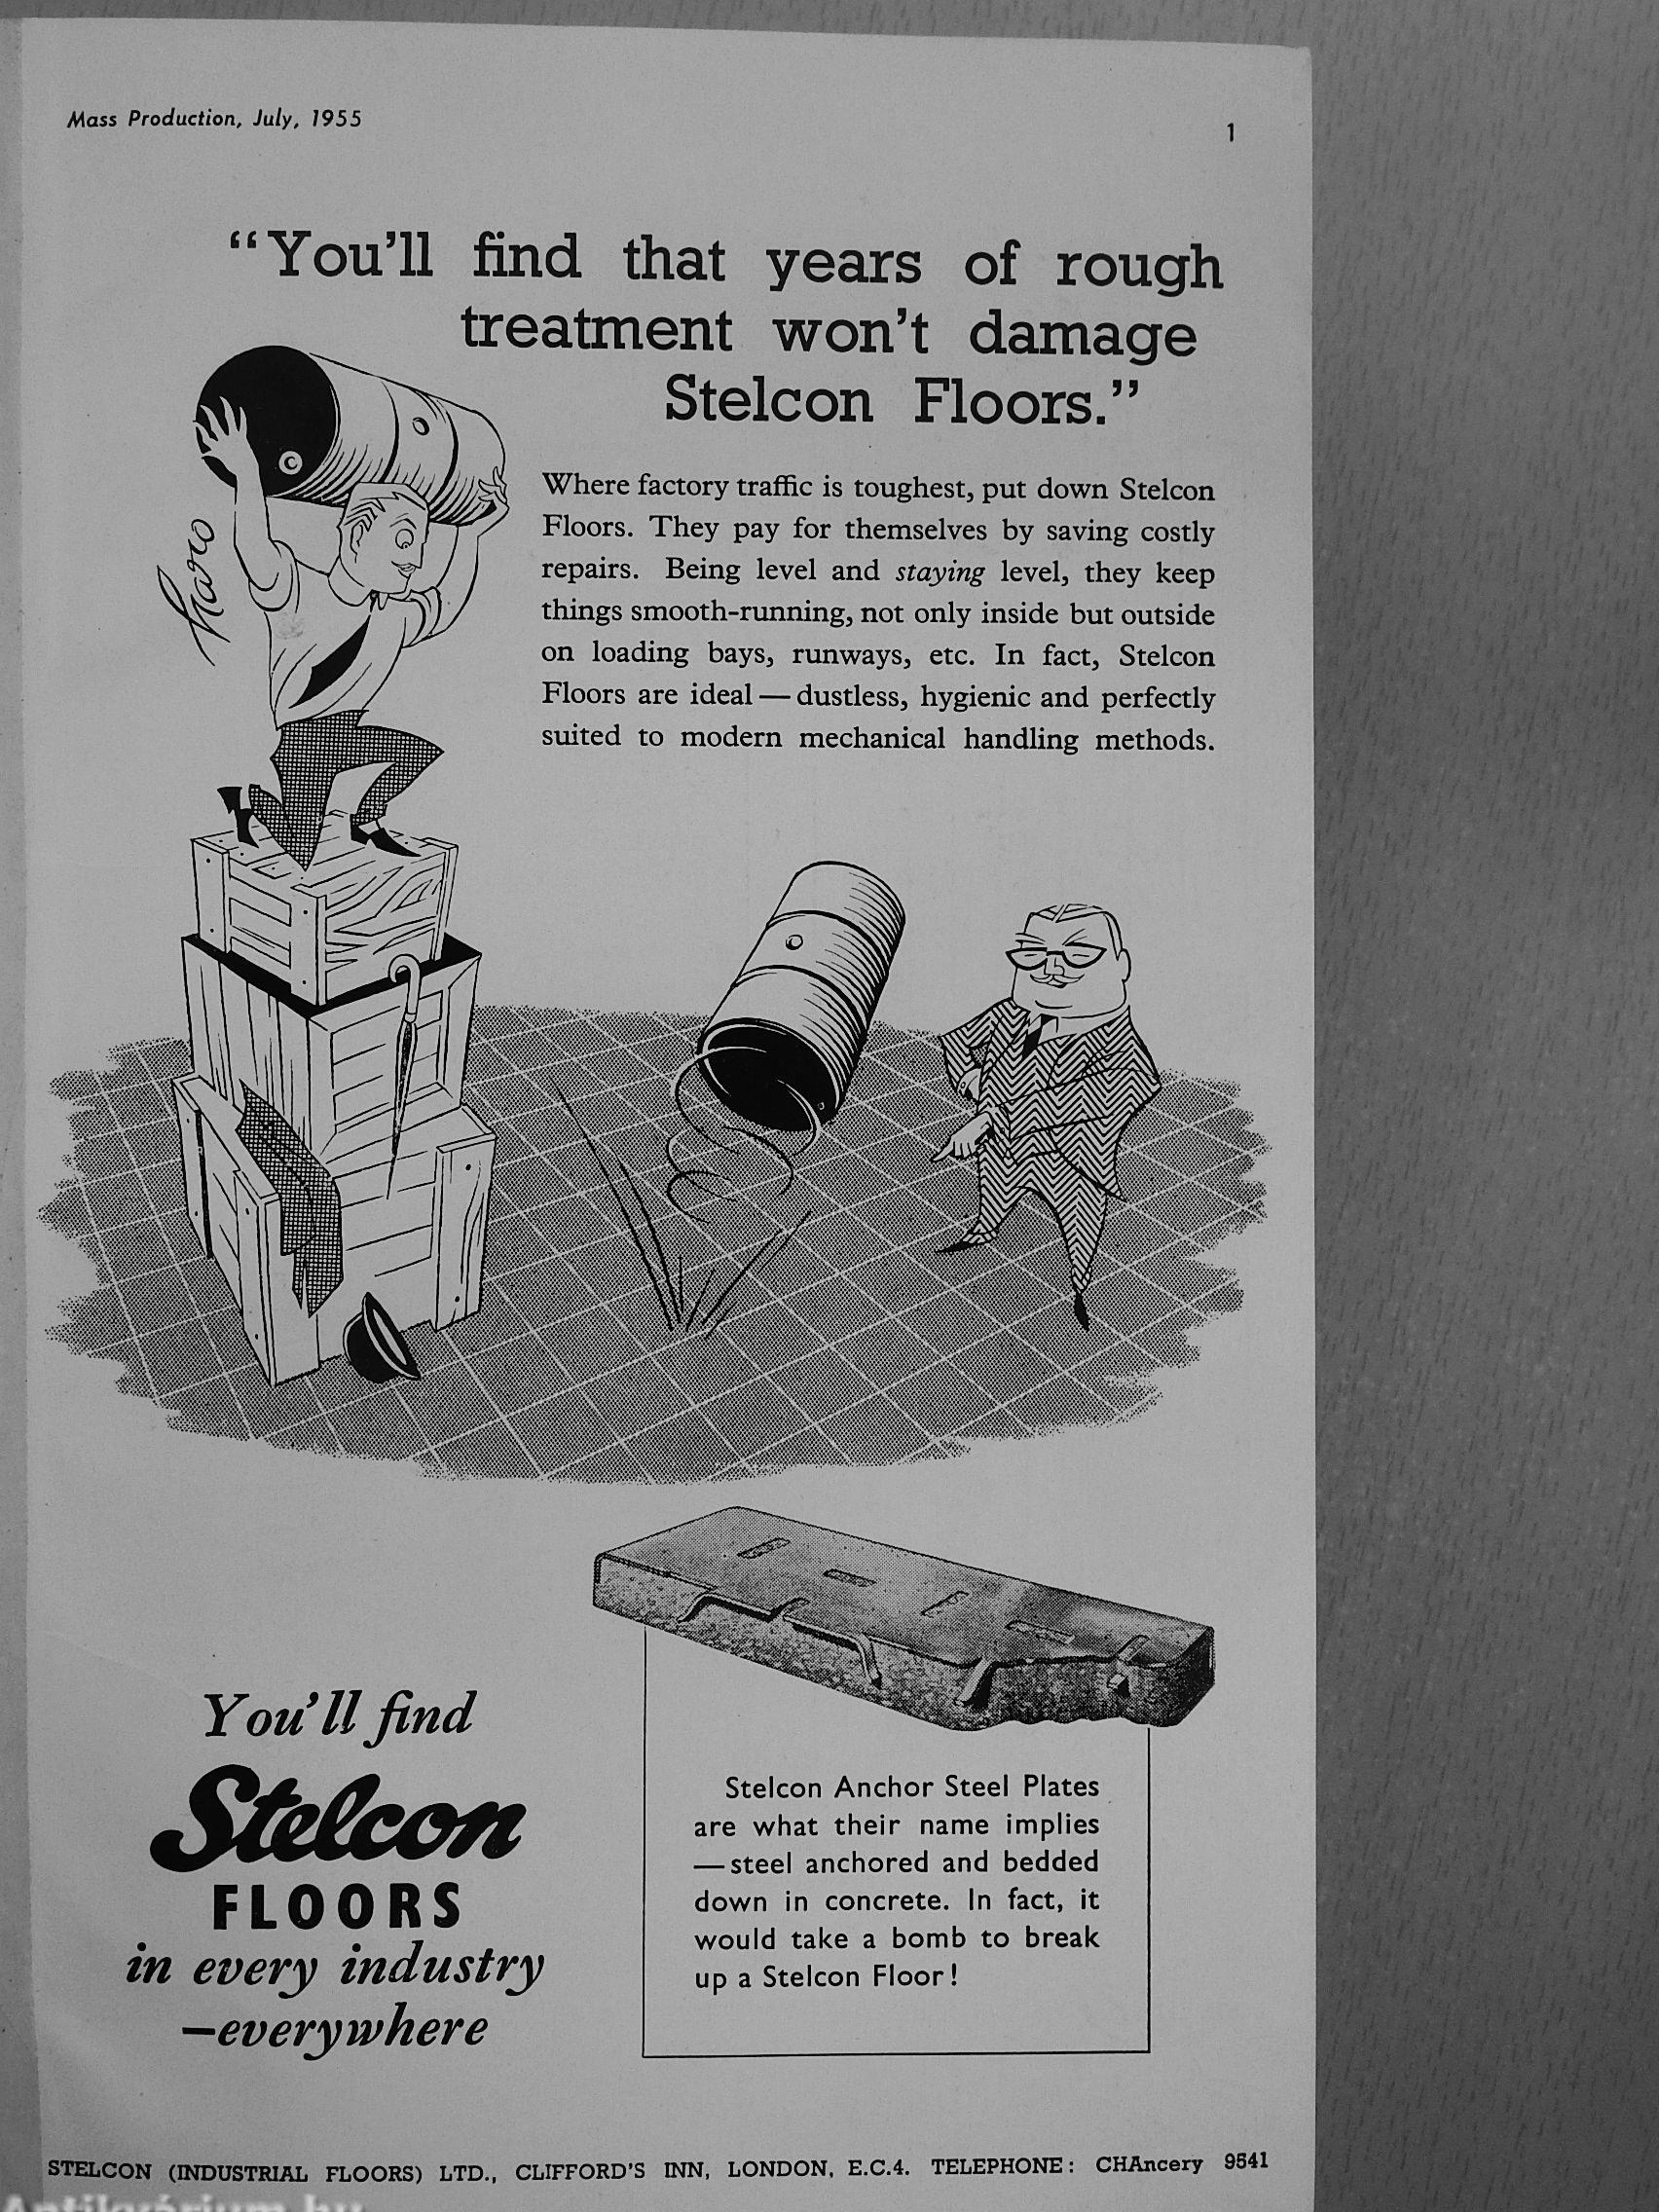 Mass Production, July, 1955
1
“You’ll find that years of rough
treatment won’t damage
Stelcon Floors.”
haro
Where factory traffic is toughest, put down Stelcon
Floors. They pay for themselves by saving costly
repairs. Being level and staying level, they keep
things smooth-running, not only inside but outside
on loading bays, runways, etc. In fact, Stelcon
Floors are ideal — dustless, hygienic and perfectly
suited to modern mechanical handling methods.
You’ll find
Stelcon
FLOORS
in every industry
—everywhere
Stelcon Anchor Steel Plates
are what their name implies
— steel anchored and bedded
down in concrete. In fact, it
would take a bomb to break
up a Stelcon Floor!
STELCON (INDUSTRIAL FLOORS) LTD., CLIFFORD’S INN, LONDON, E.C.4. TELEPHONE: CHAncery 9541
Antikvárium.hu